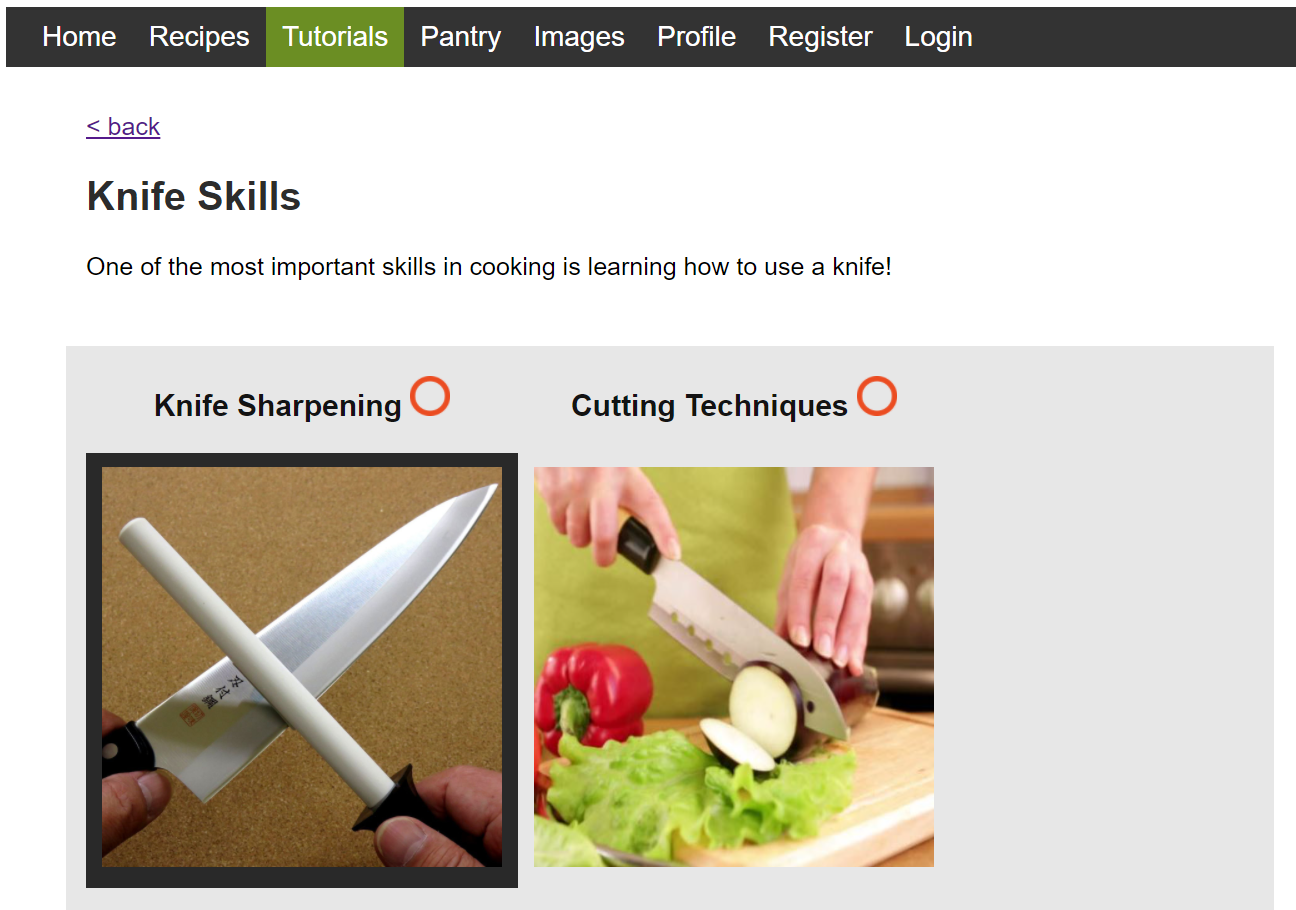 Home Recipes Tutorials Pantry Images Profile Register Login
< back
Knife Skills
One of the most important skills in cooking is learning how to use a knife!
Knife Sharpening Cutting Techniques